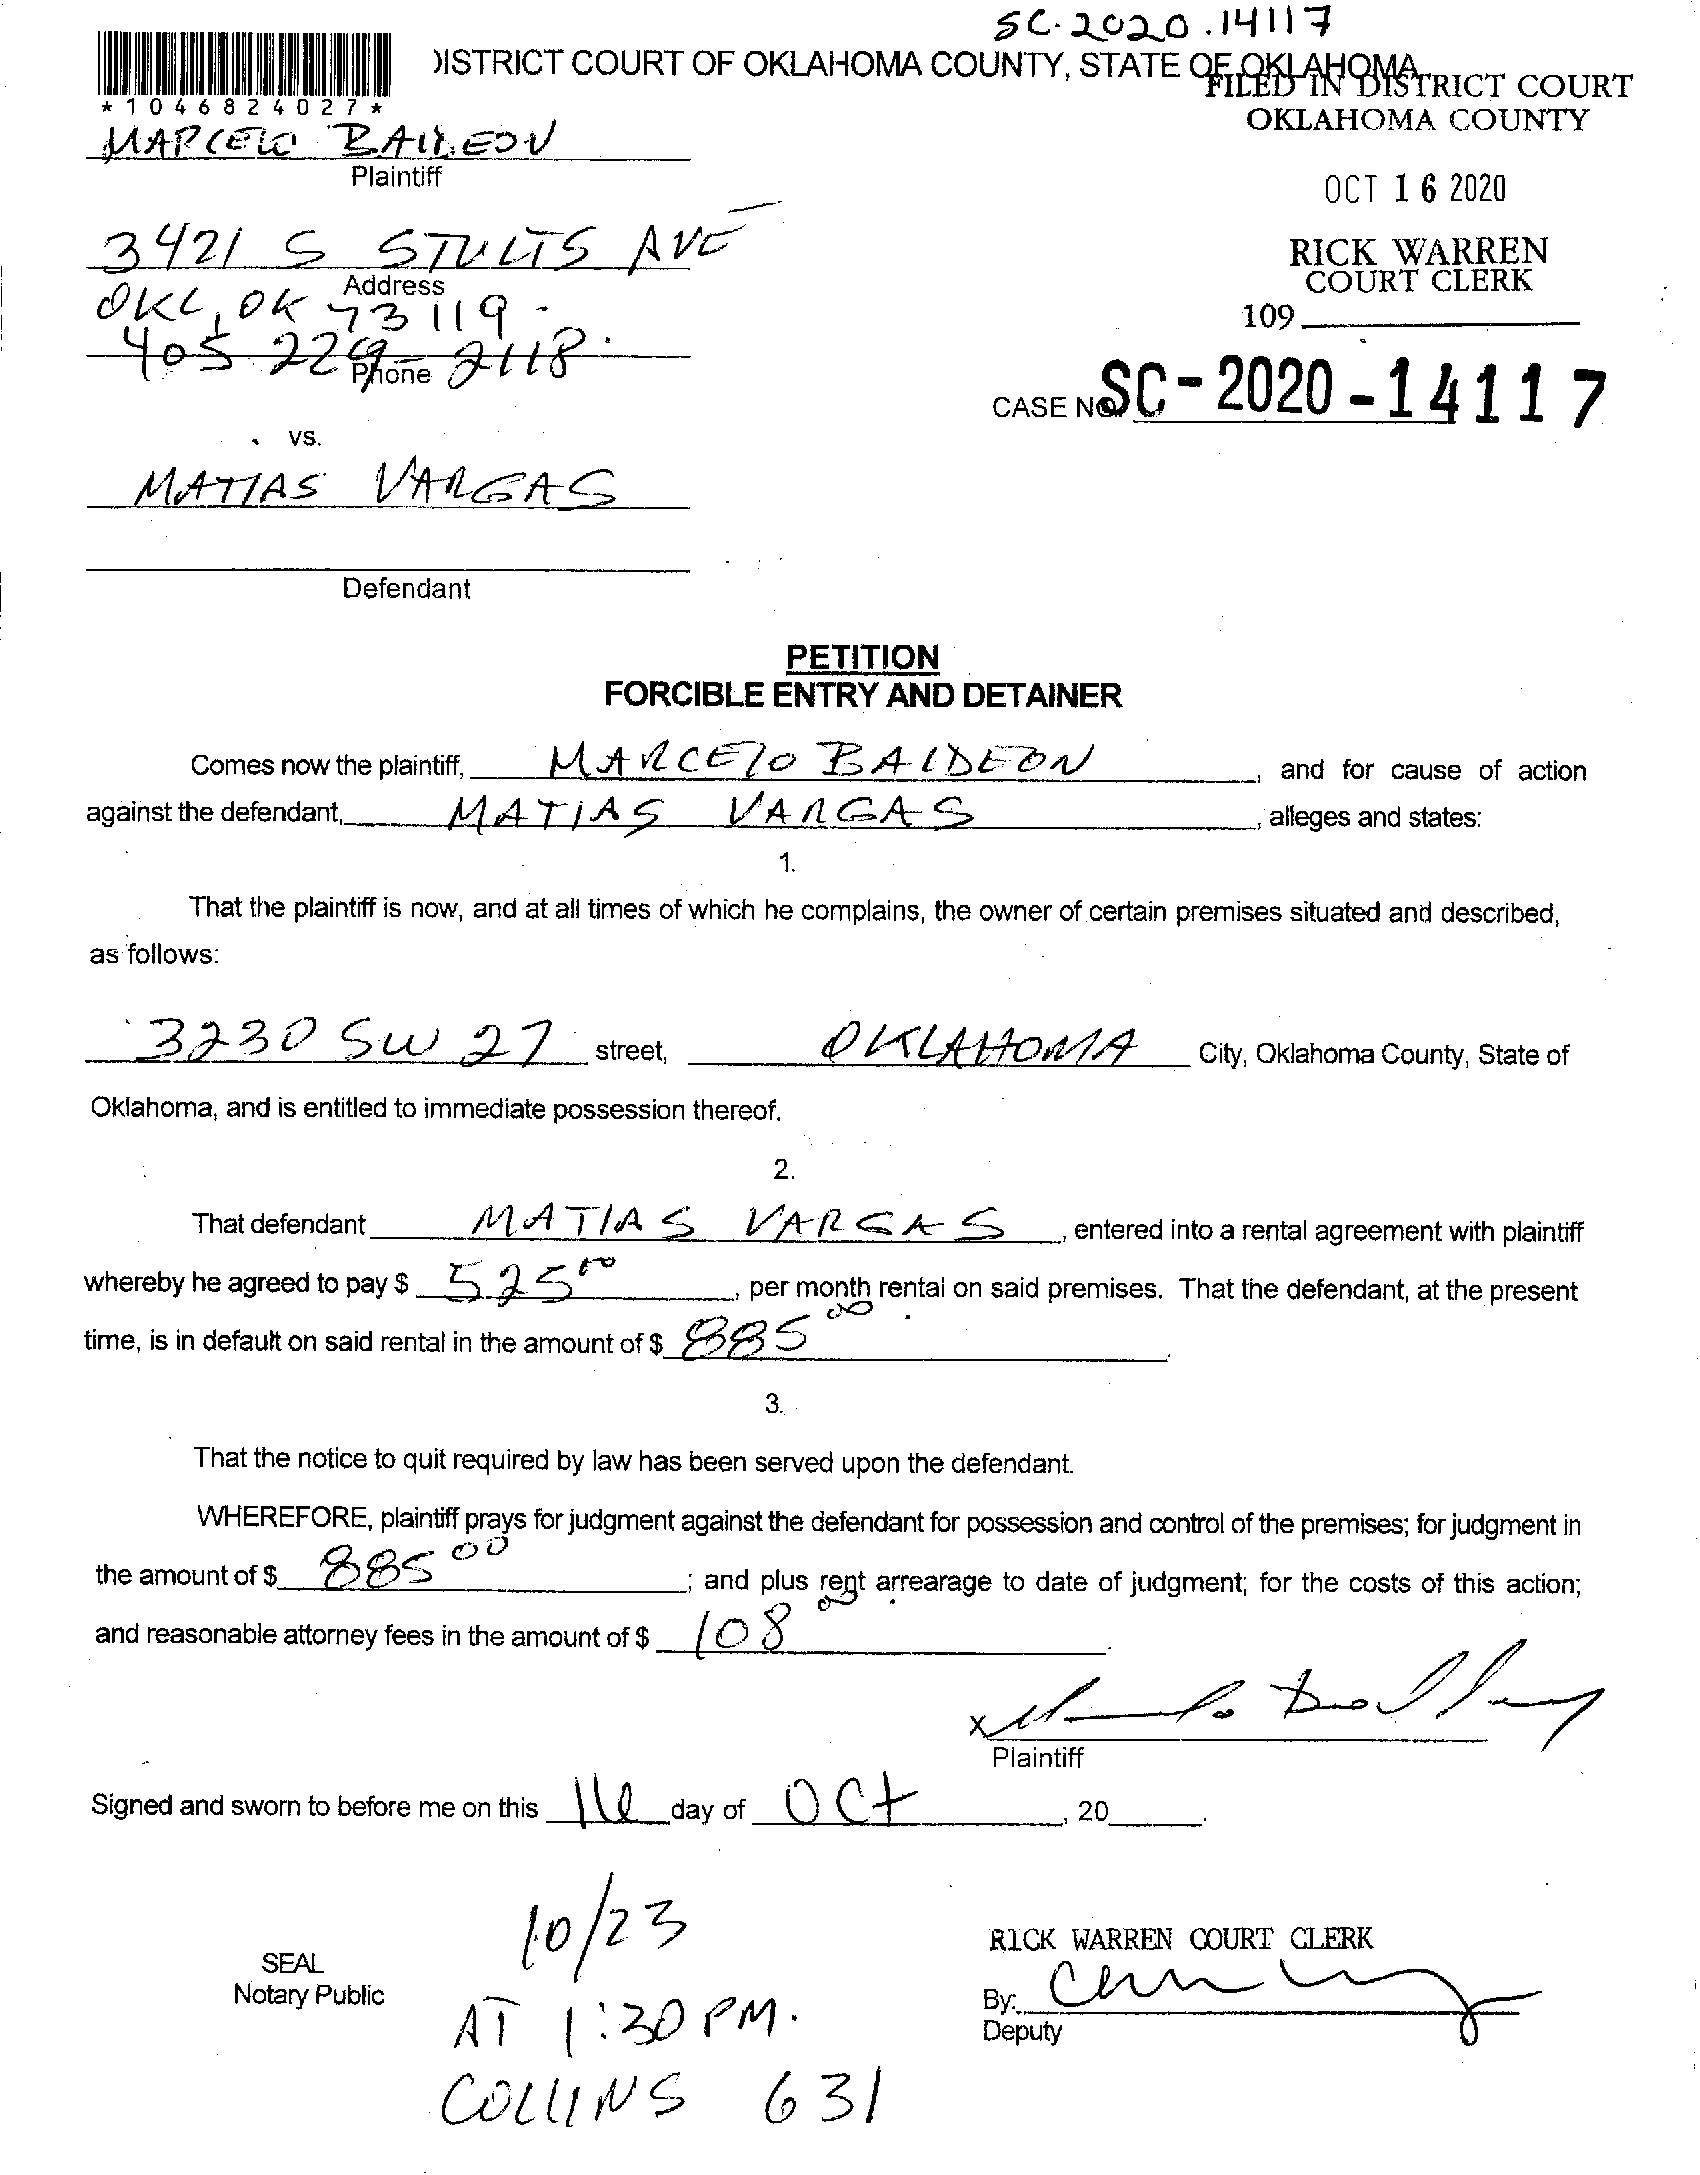 SC-2020-14117
DISTRICT COURT OF OKLAHOMA COUNTY, STATE OF OKLAHOMA
*1046824027*
FILED IN DISTRICT COURT
OKLAHOMA COUNTY
MARCELO BALDEON
Plaintiff
OCT 16 2020
3421 S STULTS AVE
Address
RICK WARREN
COURT CLERK
OKC, OK 73119
109
405 229-2118
Phone
CASE NO. SC-2020-14117
vs.
MATIAS VARGAS
Defendant
PETITION
FORCIBLE ENTRY AND DETAINER
Comes now the plaintiff, MARCELO BALDEON, and for cause of action
against the defendant, MATIAS VARGAS, alleges and states:
1.
That the plaintiff is now, and at all times of which he complains, the owner of certain premises situated and described,
as follows:
3230 SW 27 street, OKLAHOMA City, Oklahoma County, State of
Oklahoma, and is entitled to immediate possession thereof.
2.
That defendant MATIAS VARGAS, entered into a rental agreement with plaintiff
whereby he agreed to pay $ 525 00, per month rental on said premises. That the defendant, at the present
time, is in default on said rental in the amount of $ 885 00.
3.
That the notice to quit required by law has been served upon the defendant.
WHEREFORE, plaintiff prays for judgment against the defendant for possession and control of the premises; for judgment in
the amount of $ 885 00; and plus rent arrearage to date of judgment; for the costs of this action;
and reasonable attorney fees in the amount of $ 108 00
x
Plaintiff
Signed and sworn to before me on this 16 day of Oct, 20 .
10/23
RICK WARREN COURT CLERK
SEAL
Notary Public
By:
AT 1:30 PM.
Deputy
COLLINS 631